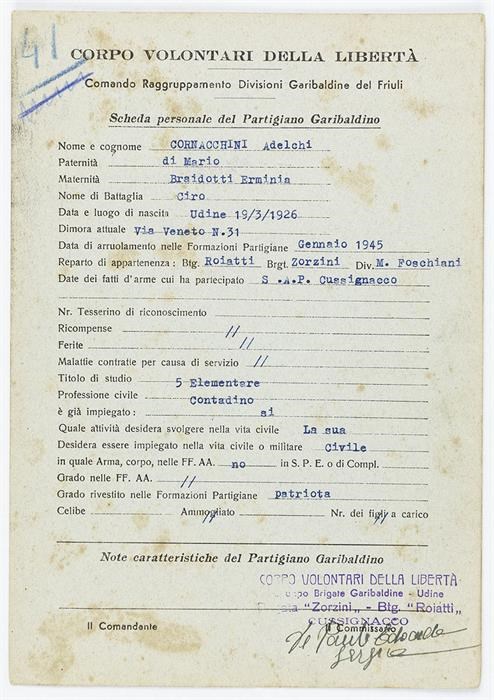 41
CORPO VOLONTARI DELLA LIBERTÀ
Comando Raggruppamento Divisioni Garibaldine del Friuli
Scheda personale del Partigiano Garibaldino
Nome e cognome CORNACCHINI Adelchi
Paternità di Mario
Maternità Braidotti Erminia
Nome di Battaglia Ciro
Data e luogo di nascita Udine 19/3/1926
Dimora attuale Via Veneto N.31
Data di arruolamento nelle Formazioni Partigiane Gennaio 1945
Reparto di appartenenza : Btg. Roiatti Brgt. Zorzini Div. M. Foschiani
Date dei fatti d'arme cui ha partecipato S .A.P. Cussignacco
Nr. Tesserino di riconoscimento
Ricompense //
Ferite //
Malattie contratte per causa di servizio //
Titolo di studio 5 Elementare
Professione civile Contadino
è già impiegato : si
Quale attività desidera svolgere nella vita civile La sua
Desidera essere impiegato nella vita civile o militare Civile
in quale Arma, corpo, nelle FF. AA. no in S. P. E. o di Compl.
Grado nelle FF. AA. //
Grado rivestito nelle Formazioni Partigiane patriota
Celibe Ammogliato // Nr. dei figli a carico //
Note caratteristiche del Partigiano Garibaldino
CORPO VOLONTARI DELLA LIBERTÀ
Brigate Garibaldine - Udine
"Zorzini" - Btg. "Roiatti"
CUSSIGNACCO
Il Comandante Il Commissario